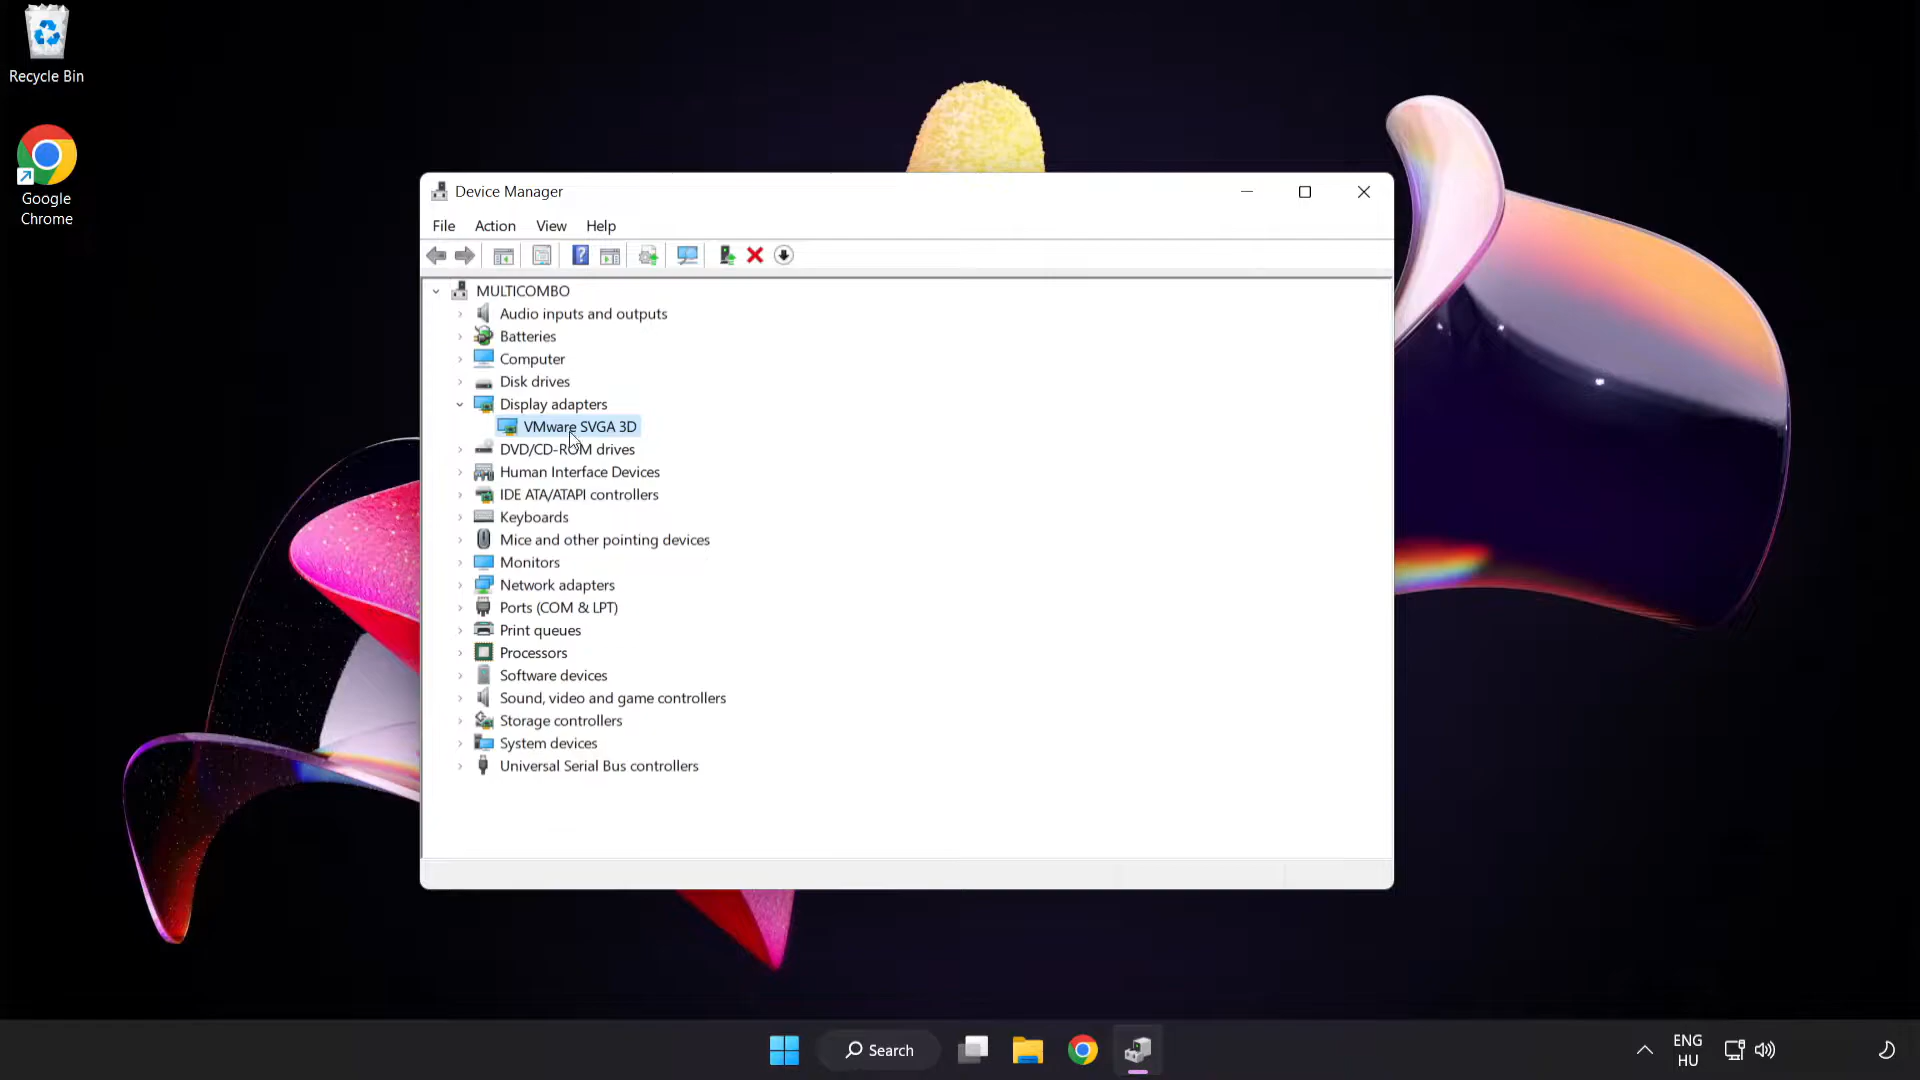 Recycle Bin
Google
Chrome
Device Manager
File Action View Help
MULTICOMBO
Audio inputs and outputs
Batteries
Computer
Disk drives
Display adapters
VMware SVGA 3D
DVD/CD-ROM drives
Human Interface Devices
IDE ATA/ATAPI controllers
Keyboards
Mice and other pointing devices
Monitors
Network adapters
Ports (COM & LPT)
Print queues
Processors
Software devices
Sound, video and game controllers
Storage controllers
System devices
Universal Serial Bus controllers
Search
ENG
HU